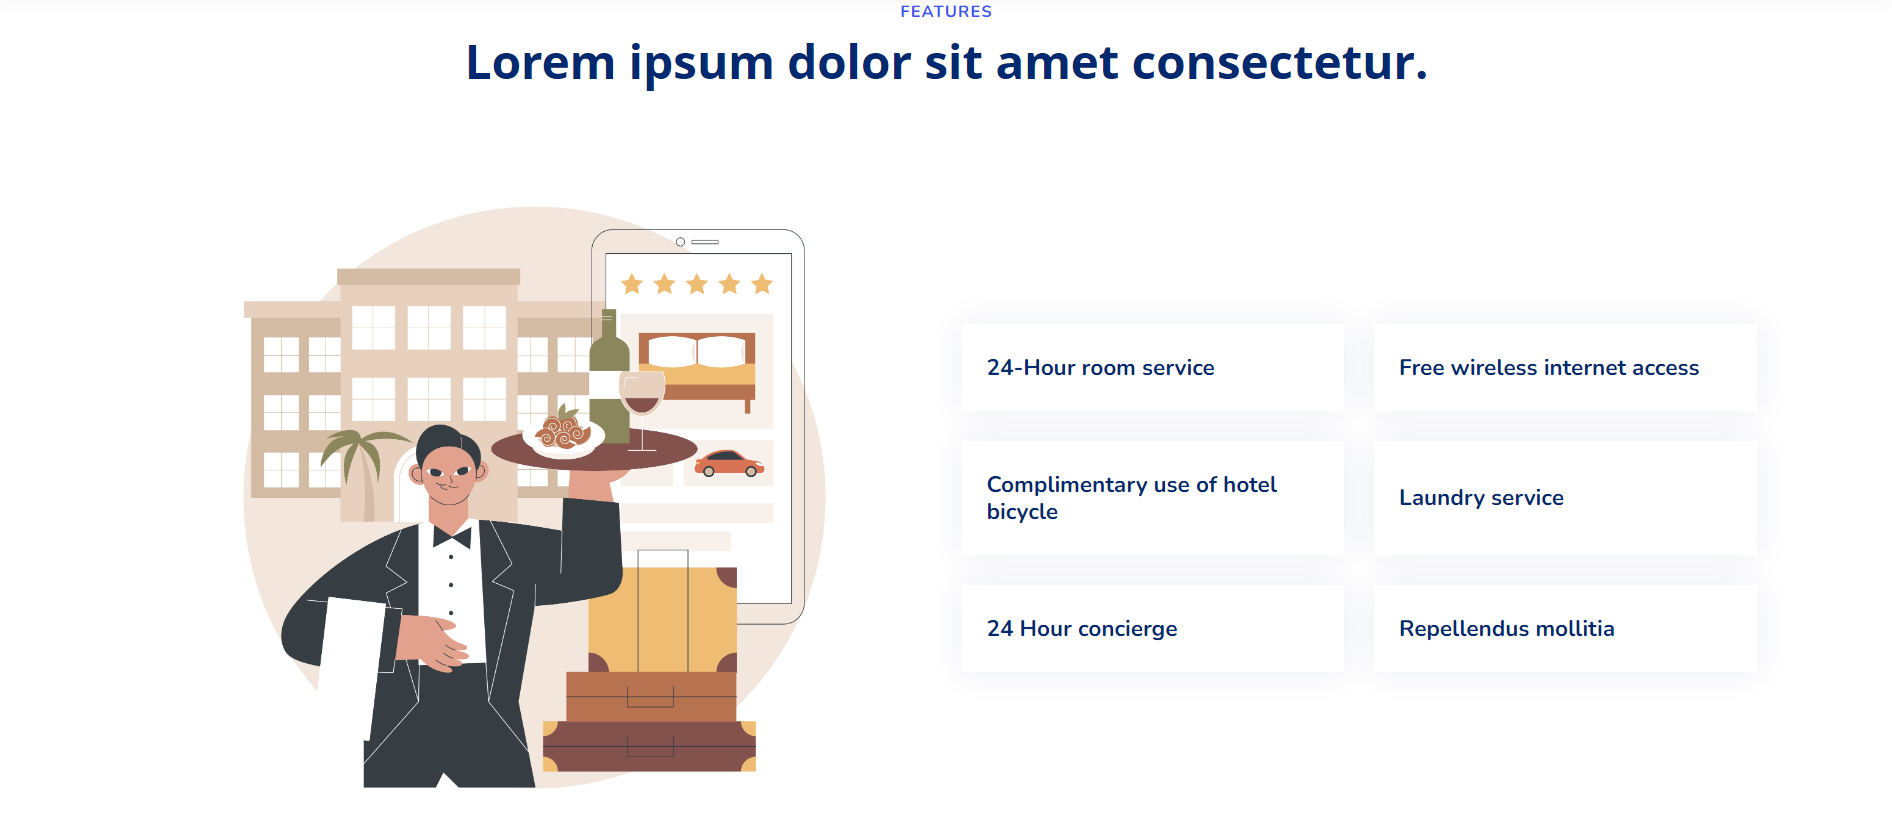 FEATURES
Lorem ipsum dolor sit amet consectetur.
24-Hour room service
Free wireless internet access
Complimentary use of hotel
bicycle
Laundry service
24 Hour concierge
Repellendus mollitia